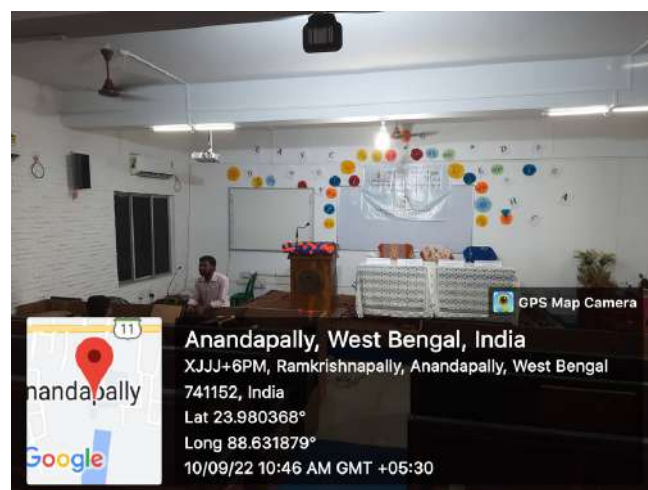 GPS Map Camera
11
nandapally
Google
Anandapally, West Bengal, India
XJJJ+6PM, Ramkrishnapally, Anandapally, West Bengal
741152, India
Lat 23.980368°
Long 88.631879°
10/09/22 10:46 AM GMT +05:30